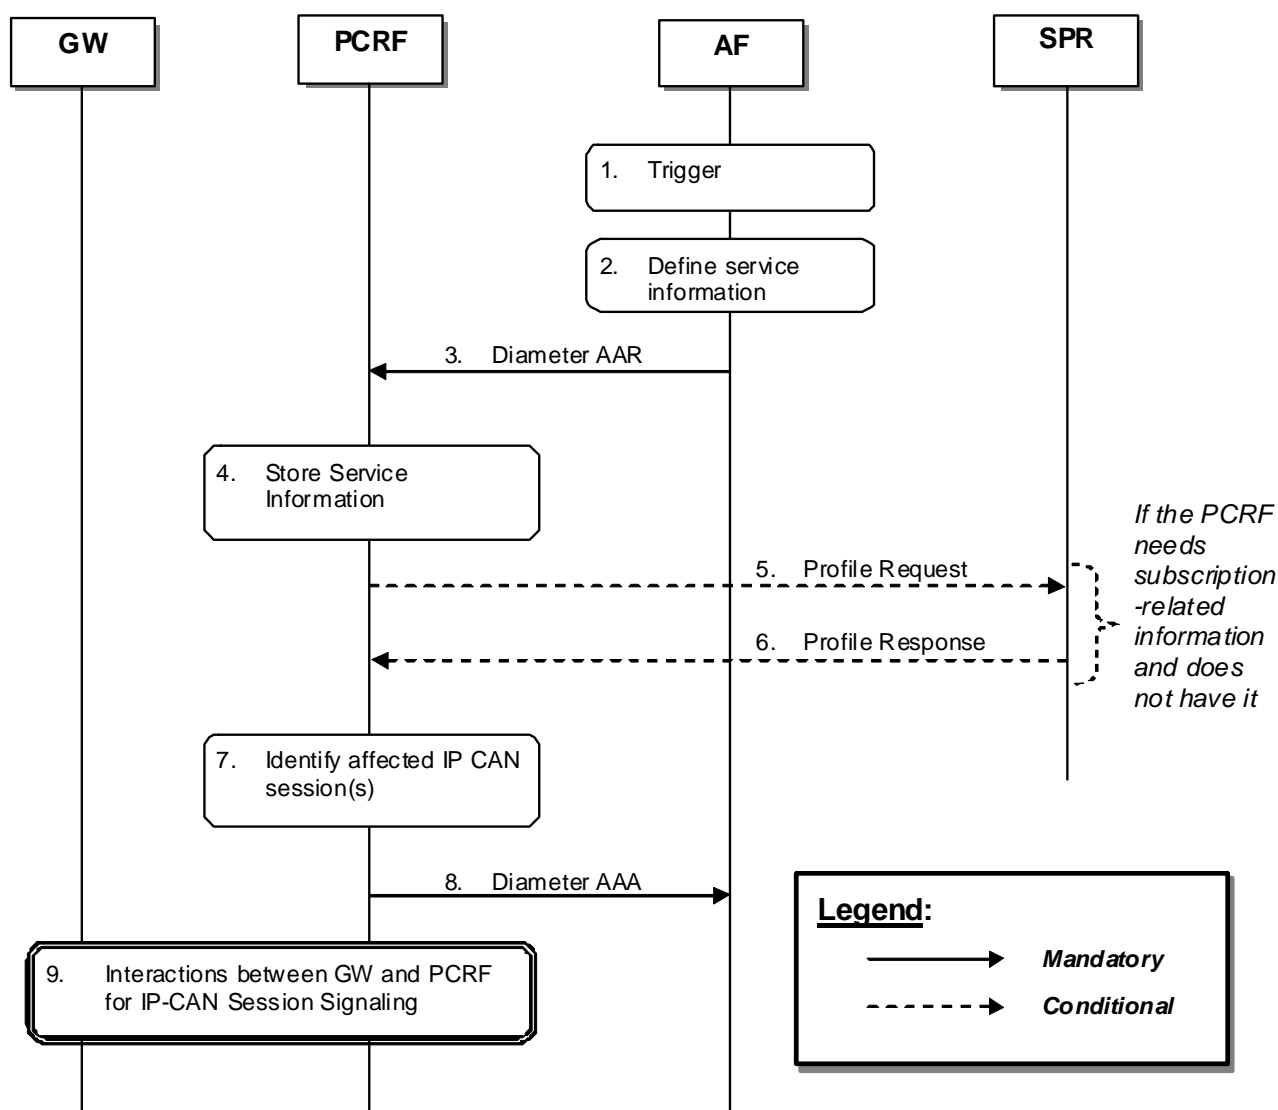 GW
PCRF
AF
SPR
1. Trigger
2. Define service
information
3. Diameter AAR
4. Store Service
Information
5. Profile Request
6. Profile Response
If the PCRF
needs
subscription
-related
information
and does
not have it
7. Identify affected IP CAN
session(s)
8. Diameter AAA
9. Interactions between GW and PCRF
for IP-CAN Session Signaling
Legend:
Mandatory
Conditional